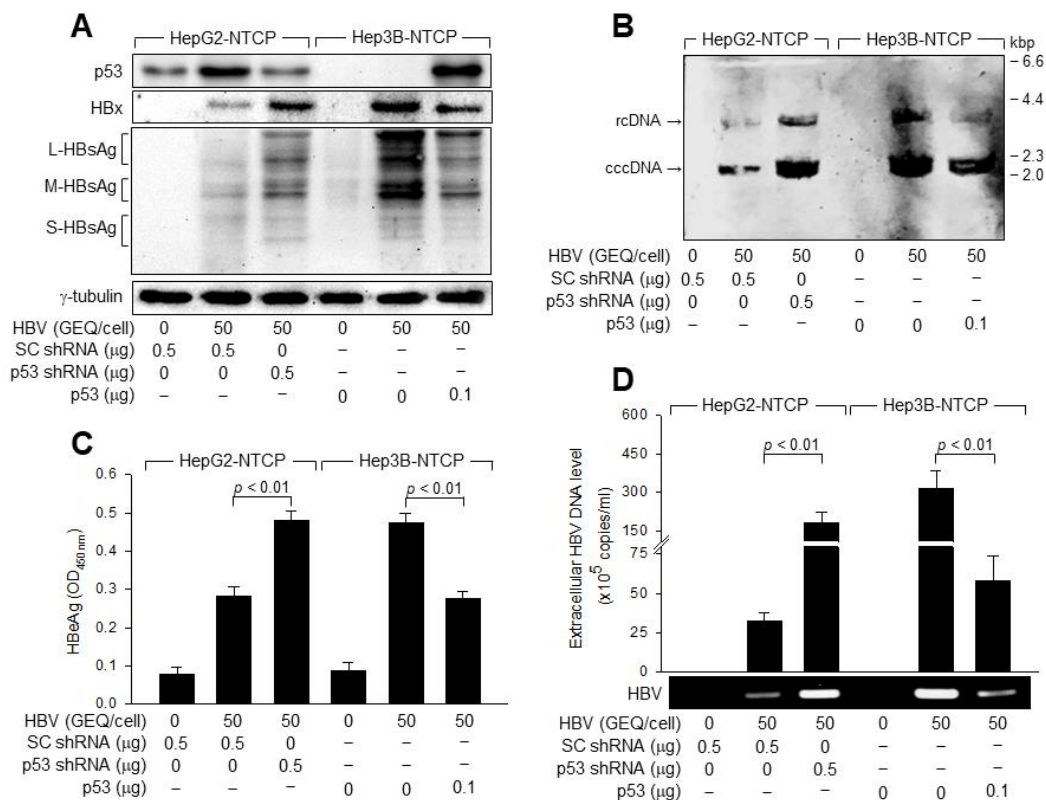 A
HepG2-NTCP Hep3B-NTCP
p53
HBx
L-HBsAg
M-HBsAg
S-HBsAg
γ-tubulin
HBV (GEQ/cell) 0 50 50 0 50 50
SC shRNA (μg) 0.5 0.5 0 – – –
p53 shRNA (μg) 0 0 0.5 – – –
p53 (μg) – – – 0 0 0.1
B
HepG2-NTCP Hep3B-NTCP kbp
– 6.6
– 4.4
rcDNA →
– 2.3
cccDNA →
– 2.0
HBV (GEQ/cell) 0 50 50 0 50 50
SC shRNA (μg) 0.5 0.5 0 – – –
p53 shRNA (μg) 0 0 0.5 – – –
p53 (μg) – – – 0 0 0.1
C
HepG2-NTCP Hep3B-NTCP
HBeAg (OD450 nm)
0.6
0.5
0.4
0.3
0.2
0.1
0.0
p < 0.01 p < 0.01
HBV (GEQ/cell) 0 50 50 0 50 50
SC shRNA (μg) 0.5 0.5 0 – – –
p53 shRNA (μg) 0 0 0.5 – – –
p53 (μg) – – – 0 0 0.1
D
HepG2-NTCP Hep3B-NTCP
Extracellular HBV DNA level
(x10⁵ copies/ml)
600
450
300
150
75
50
25
0
p < 0.01 p < 0.01
HBV
HBV (GEQ/cell) 0 50 50 0 50 50
SC shRNA (μg) 0.5 0.5 0 – – –
p53 shRNA (μg) 0 0 0.5 – – –
p53 (μg) – – – 0 0 0.1